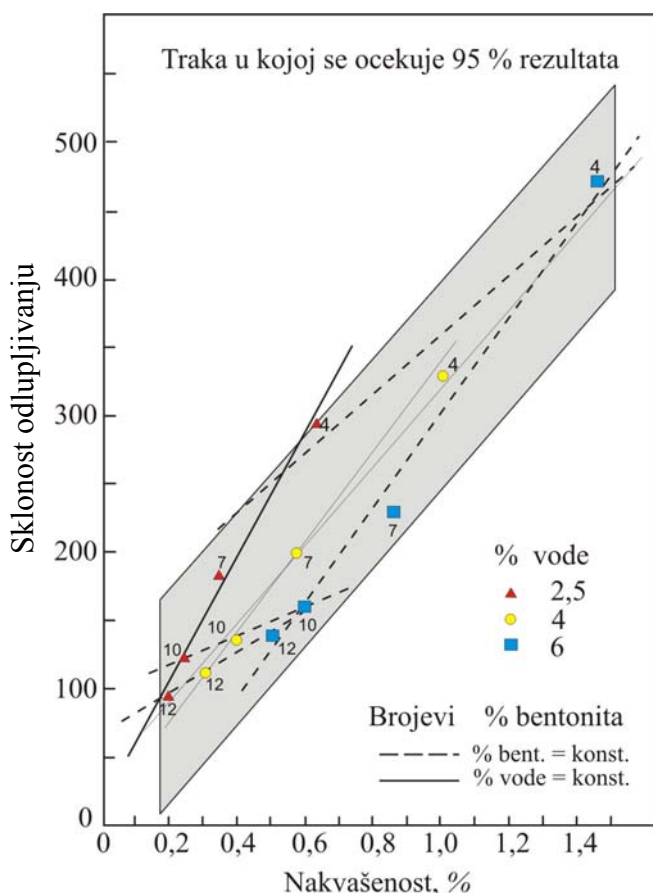 Traka u kojoj se ocekuje 95 % rezultata
Sklonost odlupljivanju
500
400
300
200
100
0
4
4
4
7
7
7
10
10
10
12
12
12
% vode
2,5
4
6
Brojevi % bentonita
% bent. = konst.
% vode = konst.
0 0,2 0,4 0,6 0,8 1,0 1,2 1,4
Nakvašenost, %